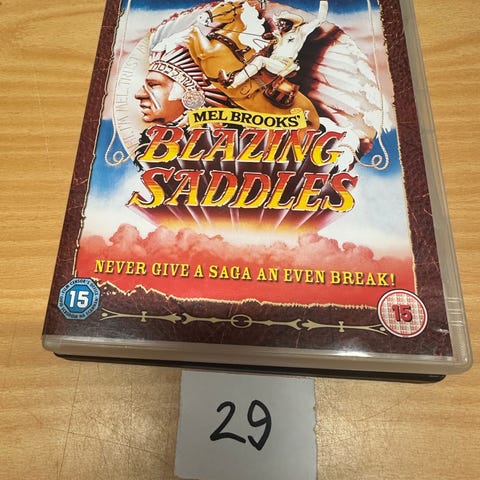 MEL BROOKS'
BLAZING
SADDLES
NEVER GIVE A SAGA AN EVEN BREAK!
15
15
29